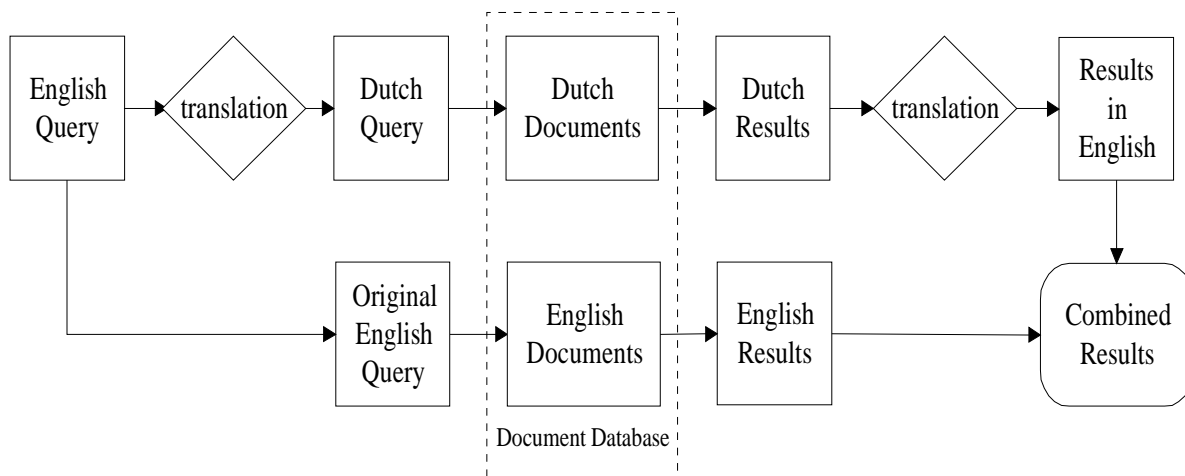 English
Query
translation
Dutch
Query
Dutch
Documents
Dutch
Results
translation
Results
in
English
Original
English
Query
English
Documents
English
Results
Combined
Results
Document Database